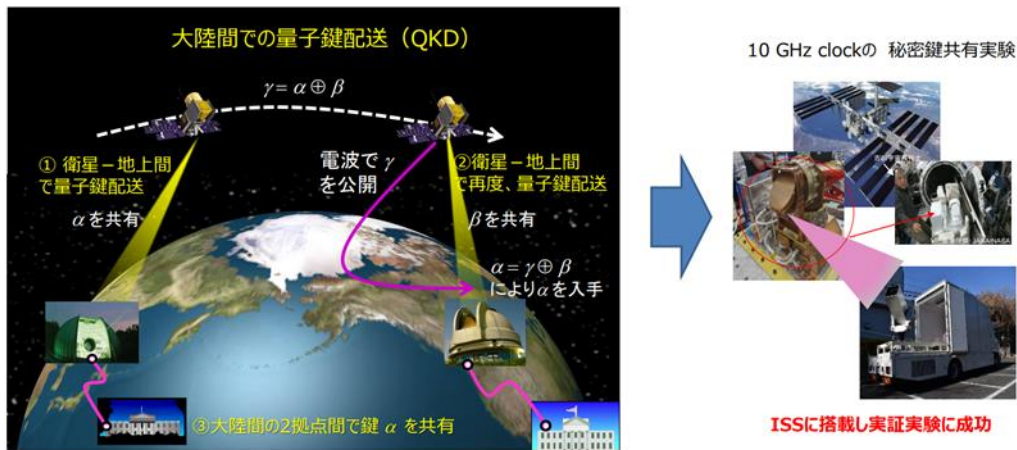 大陸間での量子鍵配送（QKD）
γ= α ⊕ β
① 衛星－地上間
で量子鍵配送
αを共有
電波で γ
を公開
②衛星－地上間
で再度、量子鍵配送
βを共有
α= γ ⊕ β
によりαを入手
③大陸間の2拠点間で鍵 α を共有
10 GHz clockの 秘密鍵共有実験
JAXA/NASA
ISSに搭載し実証実験に成功